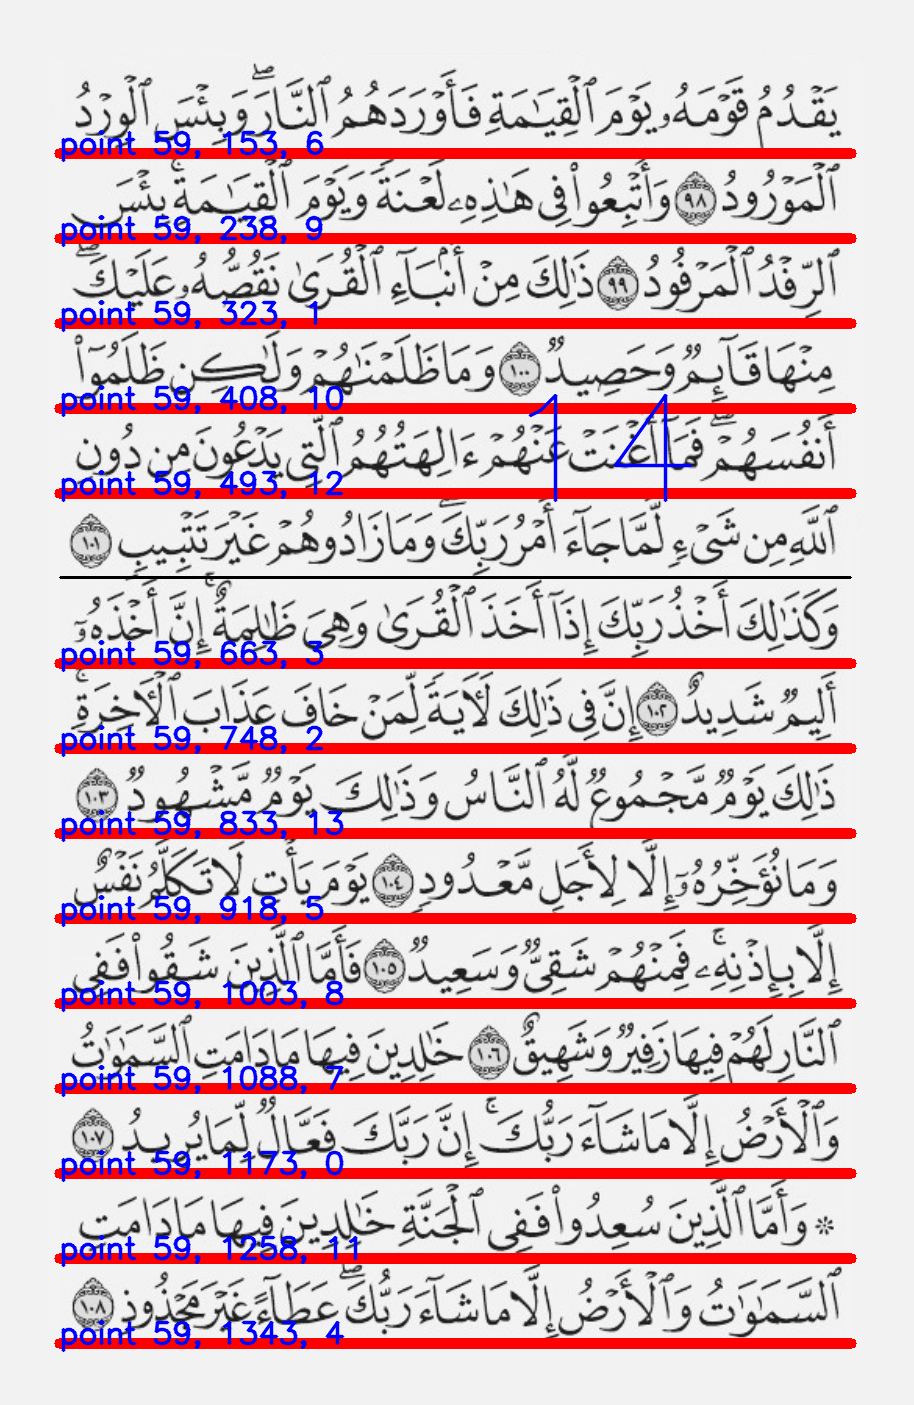 يَقْدُمُ قَوْمَهُۥ يَوْمَ ٱلْقِيَٰمَةِ فَأَوْرَدَهُمُ ٱلنَّارَ ۖ وَبِئْسَ ٱلْوِرْدُ
point 59, 153, 6
ٱلْمَوْرُودُ ٩٨ وَأُتْبِعُوا۟ فِى هَٰذِهِۦ لَعْنَةً وَيَوْمَ ٱلْقِيَٰمَةِ ۚ بِئْسَ
point 59, 238, 9
ٱلرِّفْدُ ٱلْمَرْفُودُ ٩٩ ذَٰلِكَ مِنْ أَنۢبَآءِ ٱلْقُرَىٰ نَقُصُّهُۥ عَلَيْكَ ۖ
point 59, 323, 1
مِنْهَا قَآئِمٌ وَحَصِيدٌ ١٠٠ وَمَا ظَلَمْنَٰهُمْ وَلَٰكِن ظَلَمُوٓا۟
point 59, 408, 10
أَنفُسَهُمْ ۖ فَمَآ أَغْنَتْ عَنْهُمْ ءَالِهَتُهُمُ ٱلَّتِى يَدْعُونَ مِن دُونِ
14
point 59, 493, 12
ٱللَّهِ مِن شَىْءٍ لَّمَّا جَآءَ أَمْرُ رَبِّكَ ۖ وَمَا زَادُوهُمْ غَيْرَ تَتْبِيبٍ ١٠١
وَكَذَٰلِكَ أَخْذُ رَبِّكَ إِذَآ أَخَذَ ٱلْقُرَىٰ وَهِىَ ظَٰلِمَةٌ ۚ إِنَّ أَخْذَهُۥٓ
point 59, 663, 3
أَلِيمٌ شَدِيدٌ ١٠٢ إِنَّ فِى ذَٰلِكَ لَءَايَةً لِّمَنْ خَافَ عَذَابَ ٱلْءَاخِرَةِ ۚ
point 59, 748, 2
ذَٰلِكَ يَوْمٌ مَّجْمُوعٌ لَّهُ ٱلنَّاسُ وَذَٰلِكَ يَوْمٌ مَّشْهُودٌ ١٠٣
point 59, 833, 13
وَمَا نُؤَخِّرُهُۥٓ إِلَّا لِأَجَلٍ مَّعْدُودٍ ١٠٤ يَوْمَ يَأْتِ لَا تَكَلَّمُ نَفْسٌ
point 59, 918, 5
إِلَّا بِإِذْنِهِۦ ۚ فَمِنْهُمْ شَقِىٌّ وَسَعِيدٌ ١٠٥ فَأَمَّا ٱلَّذِينَ شَقُوا۟ فَفِى
point 59, 1003, 8
ٱلنَّارِ لَهُمْ فِيهَا زَفِيرٌ وَشَهِيقٌ ١٠٦ خَٰلِدِينَ فِيهَا مَا دَامَتِ ٱلسَّمَٰوَٰتُ
point 59, 1088, 7
وَٱلْأَرْضُ إِلَّا مَا شَآءَ رَبُّكَ ۚ إِنَّ رَبَّكَ فَعَّالٌ لِّمَا يُرِيدُ ١٠٧
point 59, 1173, 0
۞ وَأَمَّا ٱلَّذِينَ سُعِدُوا۟ فَفِى ٱلْجَنَّةِ خَٰلِدِينَ فِيهَا مَا دَامَتِ
point 59, 1258, 11
ٱلسَّمَٰوَٰتُ وَٱلْأَرْضُ إِلَّا مَا شَآءَ رَبُّكَ ۖ عَطَآءً غَيْرَ مَجْذُوذٍ ١٠٨
point 59, 1343, 4